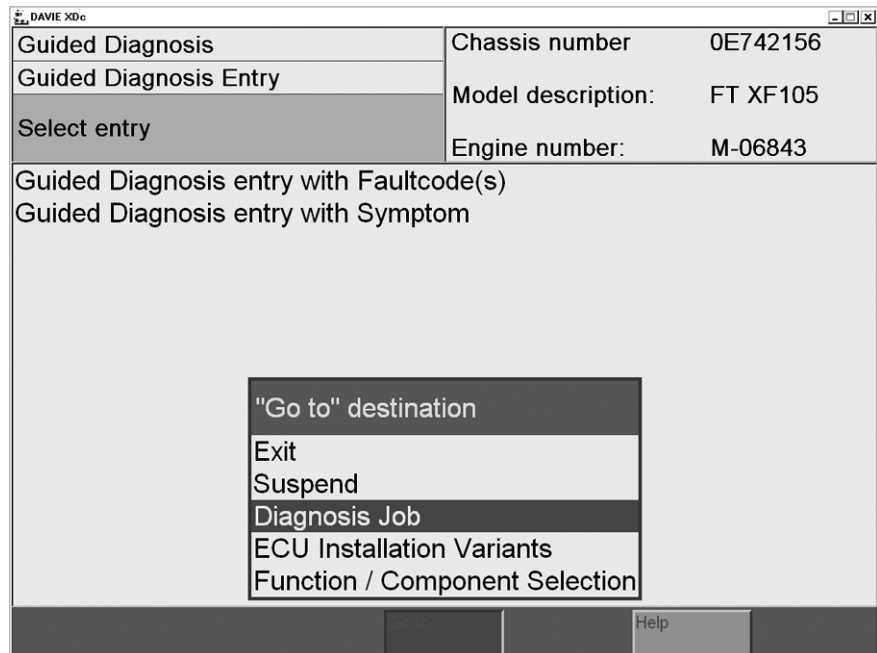 DAVIE XDc
Guided Diagnosis
Guided Diagnosis Entry
Select entry
Chassis number 0E742156
Model description: FT XF105
Engine number: M-06843
Guided Diagnosis entry with Faultcode(s)
Guided Diagnosis entry with Symptom
"Go to" destination
Exit
Suspend
Diagnosis Job
ECU Installation Variants
Function / Component Selection
Go to Help